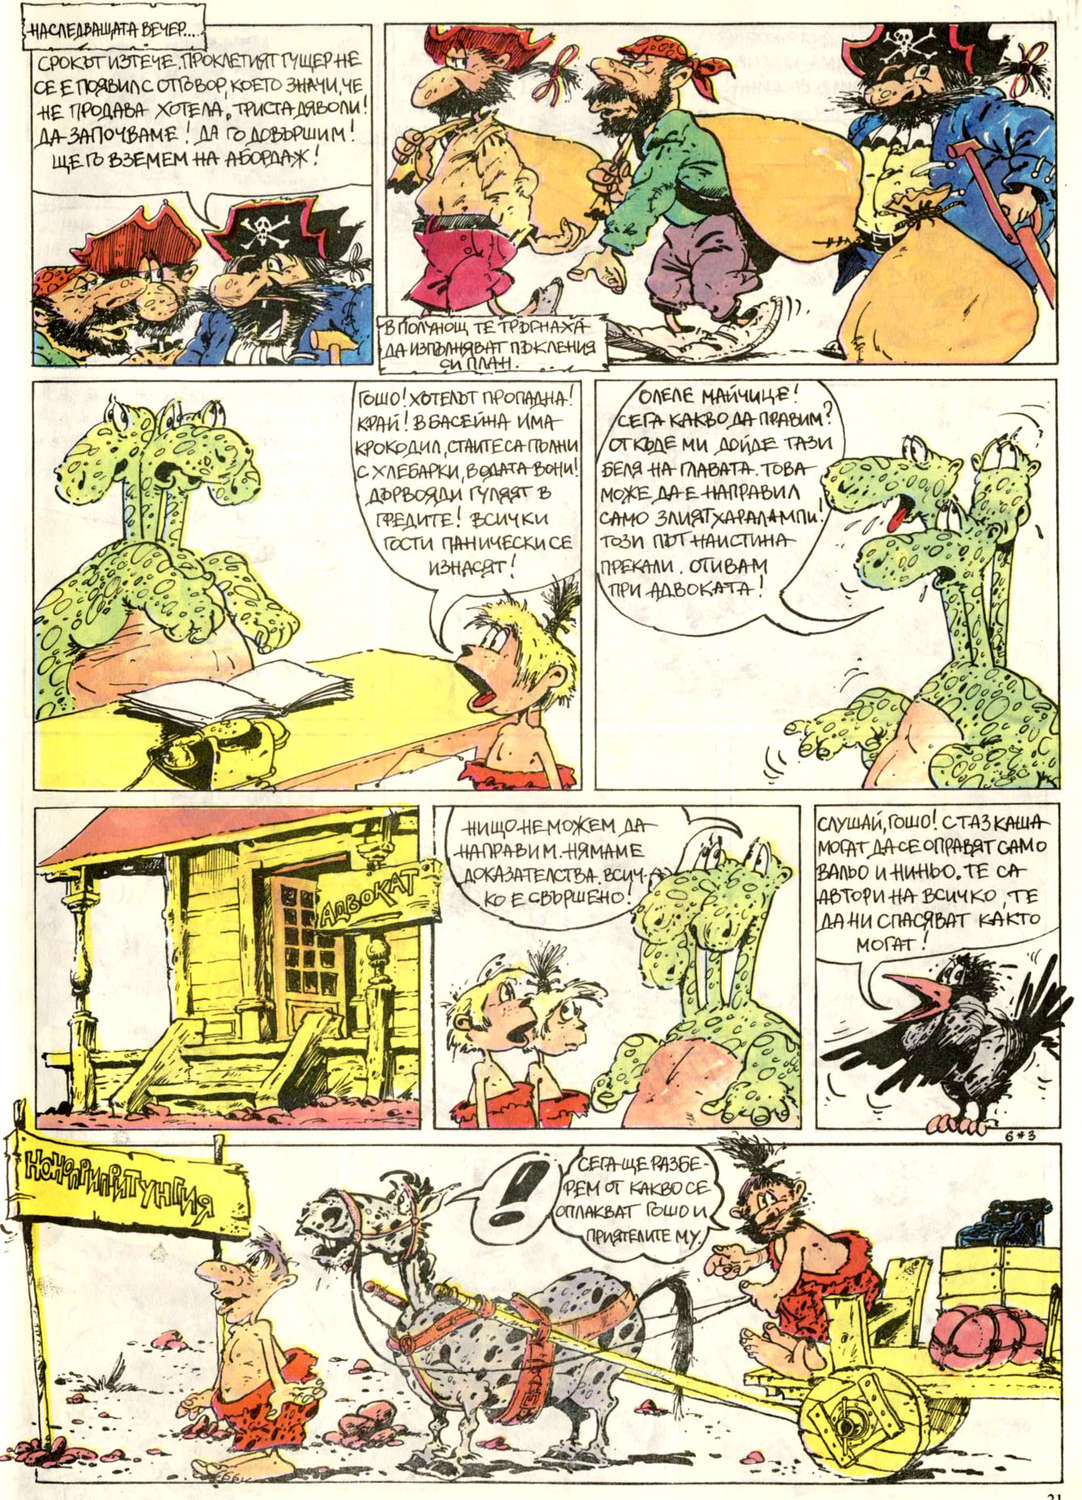 НАСЛЕДВАЩАТА ВЕЧЕР...
СРОКЪТ ИЗТЕЧЕ. ПРОКЛЕТИЯТ ГУЩЕР НЕ
СЕ Е ПОЯВИЛ С ОТГОВОР, КОЕТО ЗНАЧИ, ЧЕ
НЕ ПРОДАВА ХОТЕЛА, ТРИСТА ДЯВОЛИ!
ДА ЗАПОЧВАМЕ! ДА ГО ДОВЪРШИМ!
ЩЕ ГО ВЗЕМЕМ НА АБОРДАЖ!
В ПОЛУНОЩ ТЕ ТРЪГНАХА
ДА ИЗПЪЛНЯВАТ ПЪКЛЕНИЯ
СИ ПЛАН.
ГОШО! ХОТЕЛЪТ ПРОПАДНА!
КРАЙ! В БАСЕЙНА ИМА
КРОКОДИЛ, СТАИТЕ СА ПЪЛНИ
С ХЛЕБАРКИ, ВОДАТА ВОНИ!
ДЪРВОЯДИ ГУЛЯЯТ В
ГРЕДИТЕ! ВСИЧКИ
ГОСТИ ПАНИЧЕСКИ СЕ
ИЗНАСЯТ!
ОЛЕЛЕ МАЙЧИЦЕ!
СЕГА КАКВО ДА ПРАВИМ?
ОТКЪДЕ МИ ДОЙДЕ ТАЗИ
БЕЛЯ НА ГЛАВАТА. ТОВА
МОЖЕ ДА Е НАПРАВИЛ
САМО ЗЛИЯТ ХАРАЛАМПИ!
ТОЗИ ПЪТ НАИСТИНА
ПРЕКАЛИ. ОТИВАМ
ПРИ АДВОКАТА!
АДВОКАТ
НИЩО НЕ МОЖЕМ ДА
НАПРАВИМ. НЯМАМЕ
ДОКАЗАТЕЛСТВА. ВСИЧ-
КО Е СВЪРШЕНО!
СЛУШАЙ, ГОШО! С ТАЗ КАША
МОГАТ ДА СЕ ОПРАВЯТ САМО
ВАЛЬО И НИНЬО. ТЕ СА
АВТОРИ НА ВСИЧКО, ТЕ
ДА НИ СПАСЯВАТ КАКТО
МОГАТ!
6*3
НОНОПРИПРИТУНГИЯ
!
СЕГА ЩЕ РАЗБЕ-
РЕМ ОТ КАКВО СЕ
ОПЛАКВАТ ГОШО И
ПРИЯТЕЛИТЕ МУ.
21